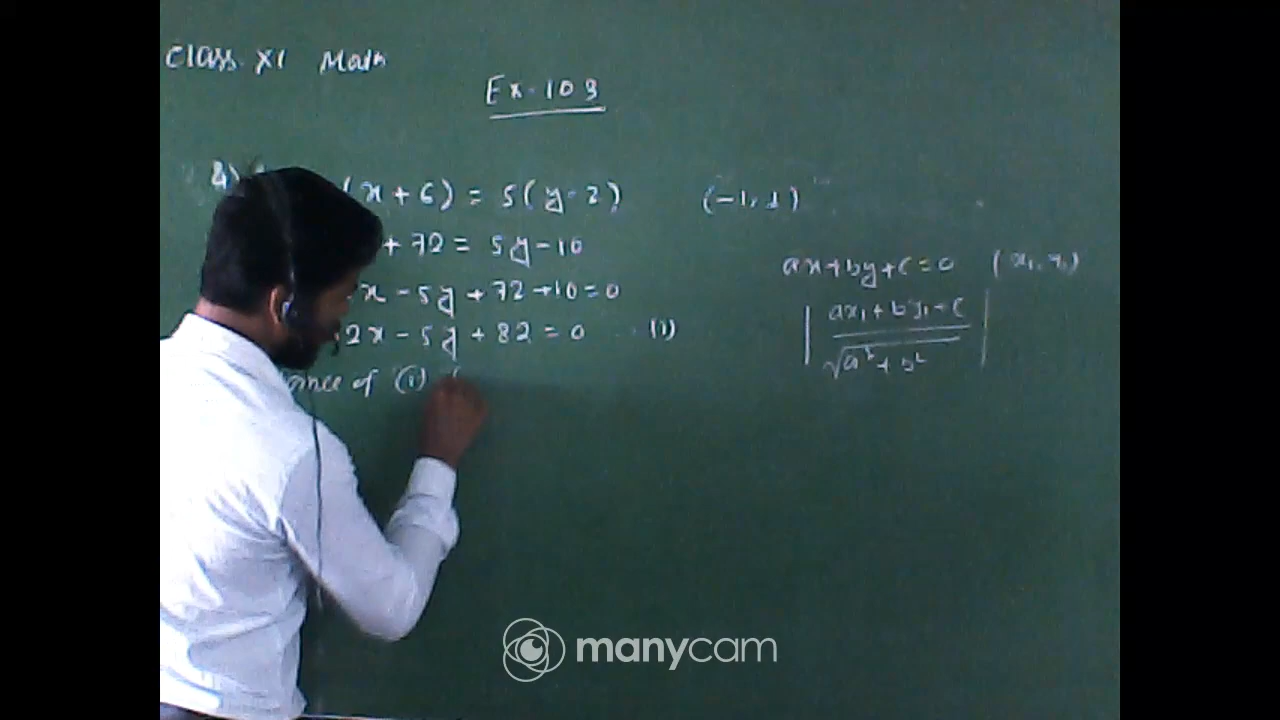 Class XI Math
Ex. 10 3
4)
(x + 6) = 5(y - 2)
(-1, 1)
+ 72 = 5y - 10
x - 5y + 72 + 10 = 0
2x - 5y + 82 = 0 (1)
ance of (i)
ax + by + c = 0 (x₁, y₁)
| ax₁ + by₁ + c |
√a² + b²
manycam